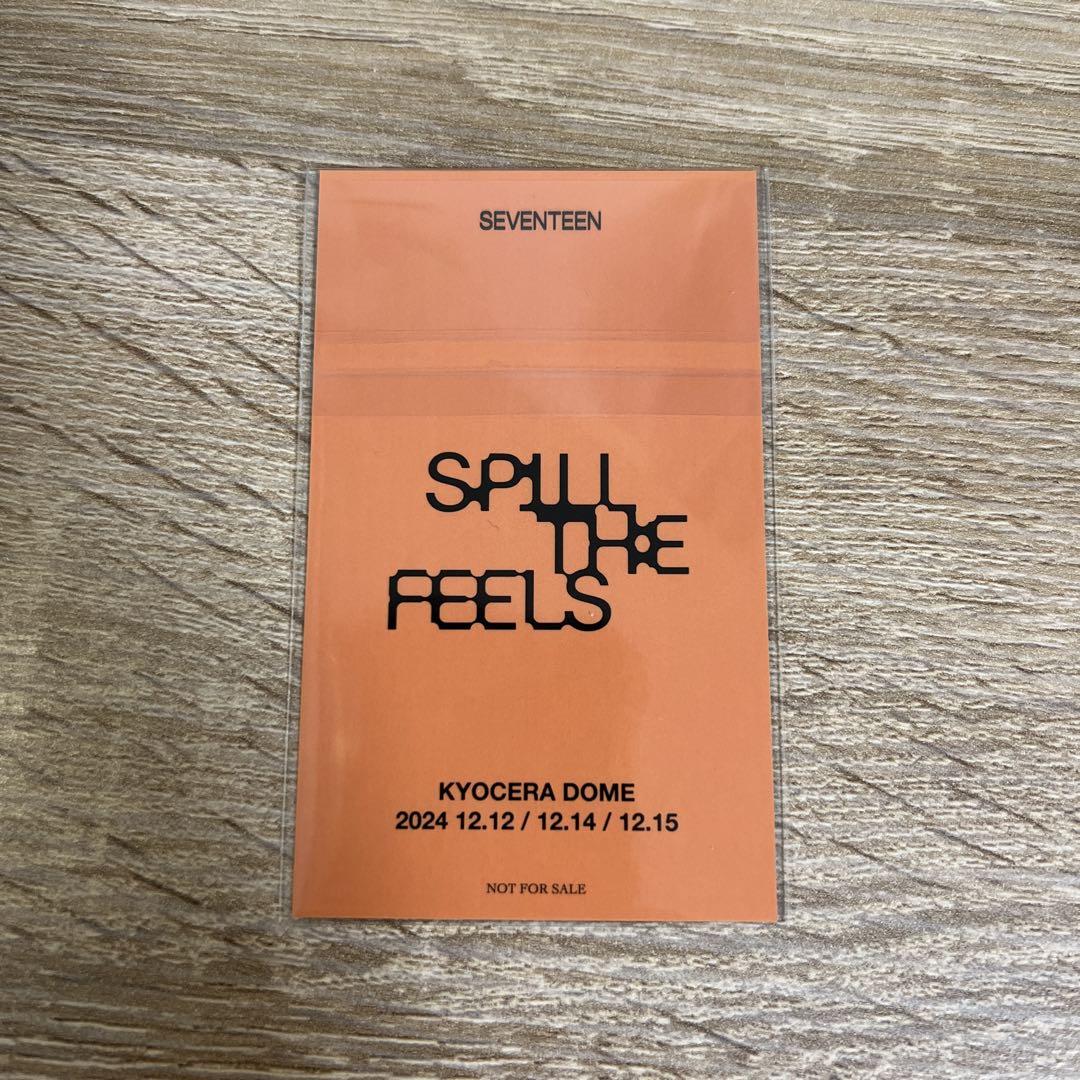 SEVENTEEN
SPILL
THE
FEELS
KYOCERA DOME
2024 12.12 / 12.14 / 12.15
NOT FOR SALE